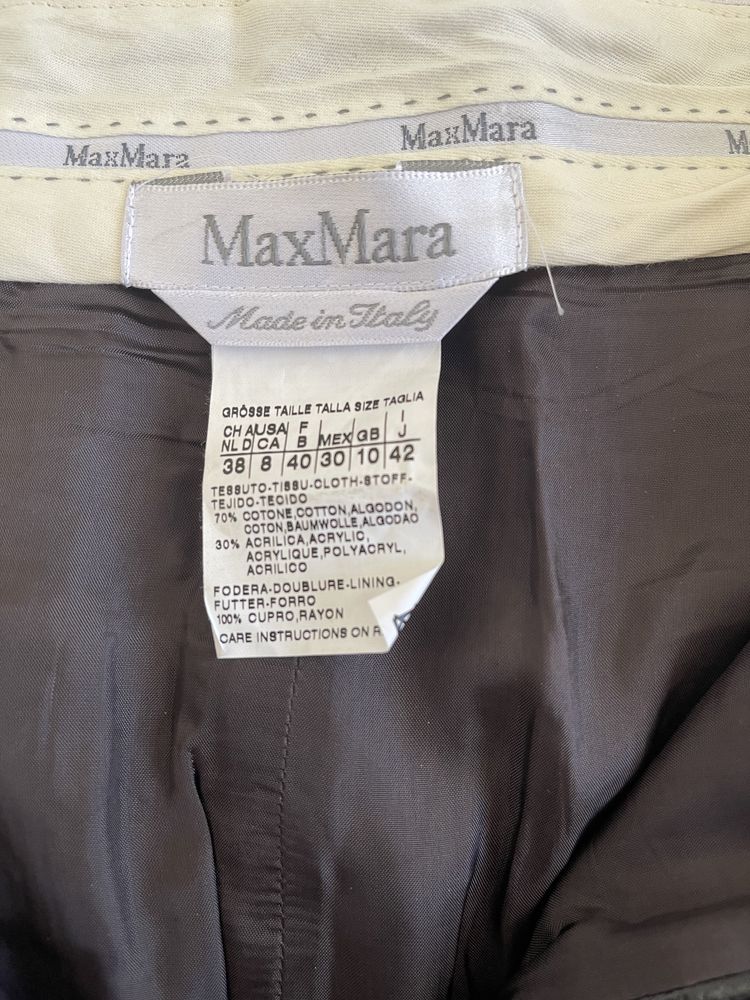 MaxMara
MaxMara
M
MaxMara
Made in Italy
GRÖSSE TAILLE TALLA SIZE TAGLIA
CH A USA F I
NL D CA B MEX GB J
38 8 40 30 10 42
TESSUTO-TISSU-CLOTH-STOFF-
TEJIDO-TECIDO
70% COTONE,COTTON,ALGODON,
COTON,BAUMWOLLE,ALGODAO
30% ACRILICA,ACRYLIC,
ACRYLIQUE,POLYACRYL,
ACRILICO
FODERA-DOUBLURE-LINING-
FUTTER-FORRO
100% CUPRO,RAYON
CARE INSTRUCTIONS ON R